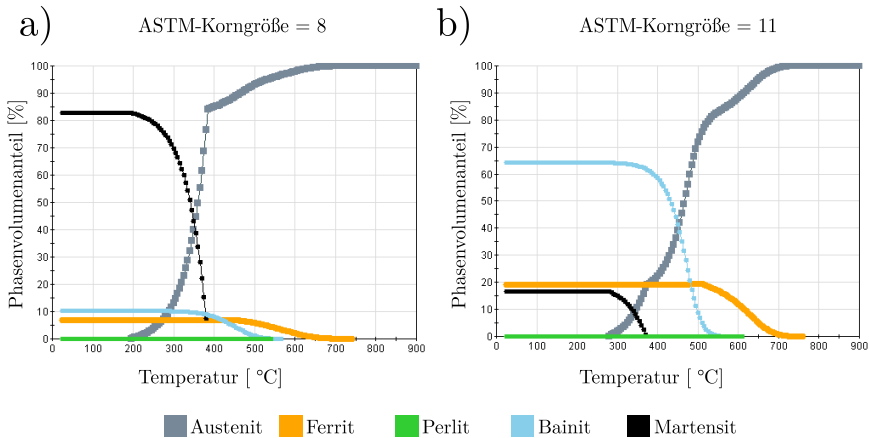 a)
ASTM-Korngröße = 8
b)
ASTM-Korngröße = 11
Phasenvolumenanteil [%]
100
90
80
70
60
50
40
30
20
10
0
0 100 200 300 400 500 600 700 800 900
Temperatur [ °C]
Phasenvolumenanteil [%]
100
90
80
70
60
50
40
30
20
10
0
0 100 200 300 400 500 600 700 800 900
Temperatur [ °C]
Austenit Ferrit Perlit Bainit Martensit